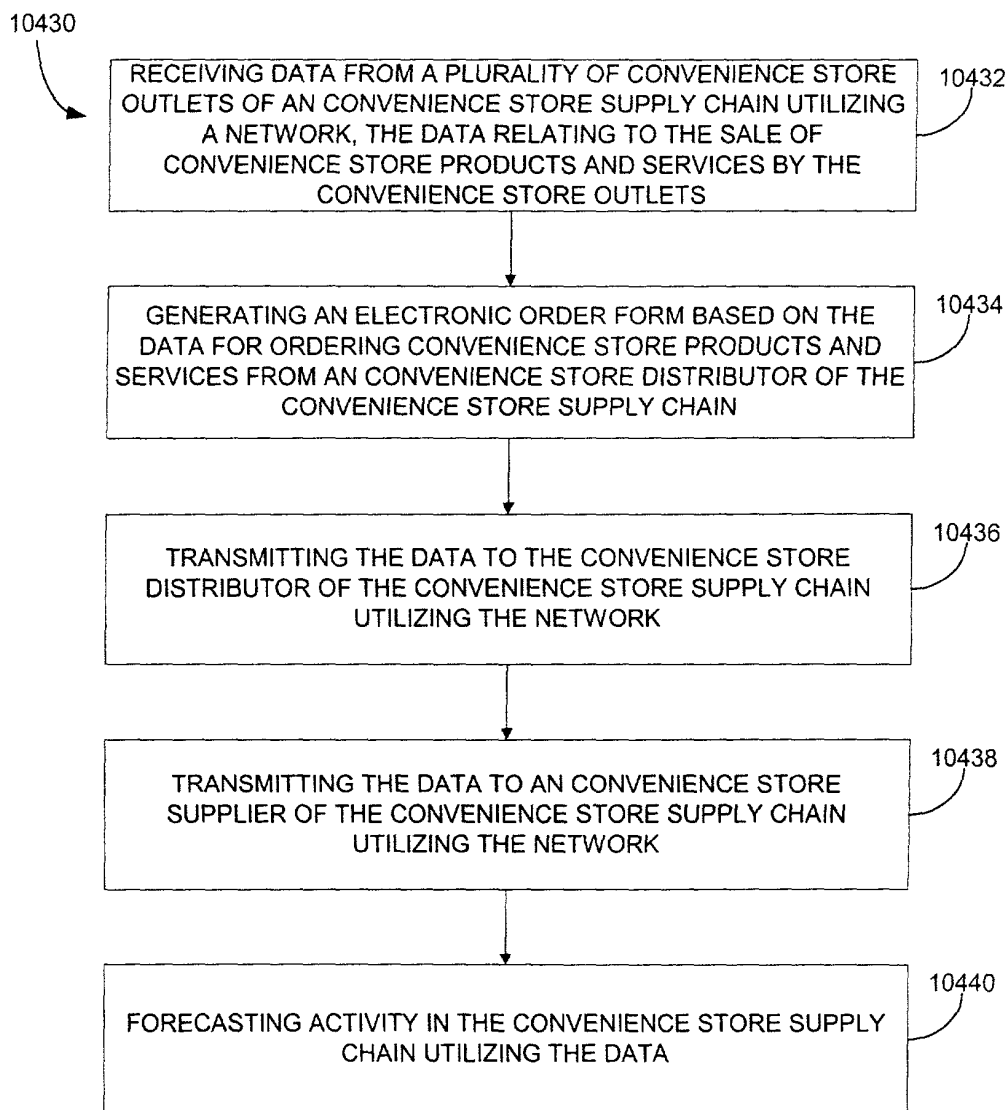 10430
RECEIVING DATA FROM A PLURALITY OF CONVENIENCE STORE
OUTLETS OF AN CONVENIENCE STORE SUPPLY CHAIN UTILIZING
A NETWORK, THE DATA RELATING TO THE SALE OF
CONVENIENCE STORE PRODUCTS AND SERVICES BY THE
CONVENIENCE STORE OUTLETS
10432
GENERATING AN ELECTRONIC ORDER FORM BASED ON THE
DATA FOR ORDERING CONVENIENCE STORE PRODUCTS AND
SERVICES FROM AN CONVENIENCE STORE DISTRIBUTOR OF THE
CONVENIENCE STORE SUPPLY CHAIN
10434
TRANSMITTING THE DATA TO THE CONVENIENCE STORE
DISTRIBUTOR OF THE CONVENIENCE STORE SUPPLY CHAIN
UTILIZING THE NETWORK
10436
TRANSMITTING THE DATA TO AN CONVENIENCE STORE
SUPPLIER OF THE CONVENIENCE STORE SUPPLY CHAIN
UTILIZING THE NETWORK
10438
FORECASTING ACTIVITY IN THE CONVENIENCE STORE SUPPLY
CHAIN UTILIZING THE DATA
10440